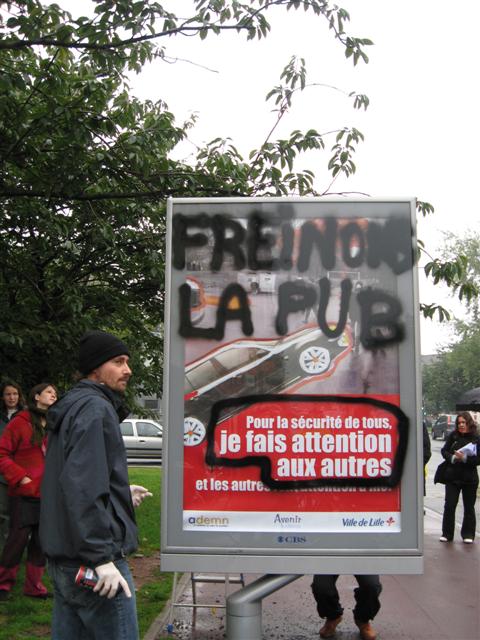 FREiNONS
LA PUB
Pour la sécurité de tous,
je fais attention
aux autres
et les autres
ademn
Avenir
Ville de Lille
CBS